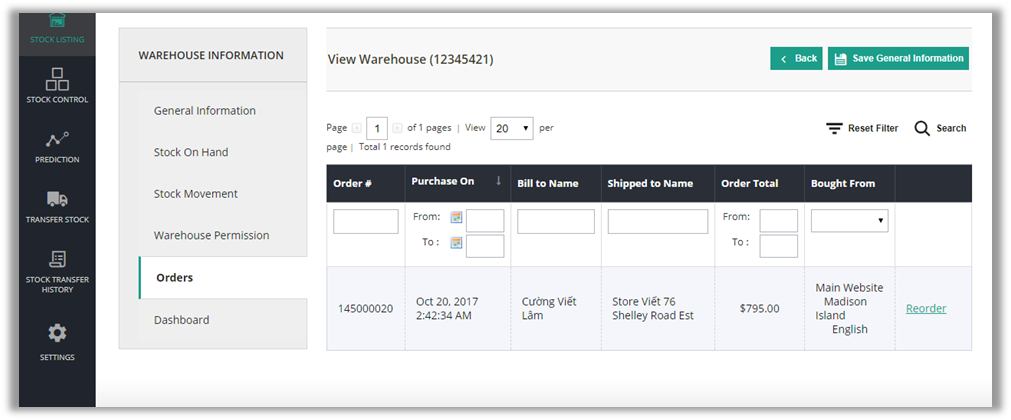 STOCK LISTING
STOCK CONTROL
PREDICTION
TRANSFER STOCK
STOCK TRANSFER
HISTORY
SETTINGS
WAREHOUSE INFORMATION
General Information
Stock On Hand
Stock Movement
Warehouse Permission
Orders
Dashboard
View Warehouse (12345421)
Back
Save General Information
Page 1 of 1 pages | View 20 per
page | Total 1 records found
Reset Filter
Search
Order # Purchase On ↓ Bill to Name Shipped to Name Order Total Bought From
From: From:
To : To :
145000020
Oct 20, 2017
2:42:34 AM
Cường Viết
Lâm
Store Viết 76
Shelley Road Est
$795.00
Main Website
Madison
Island
English
Reorder